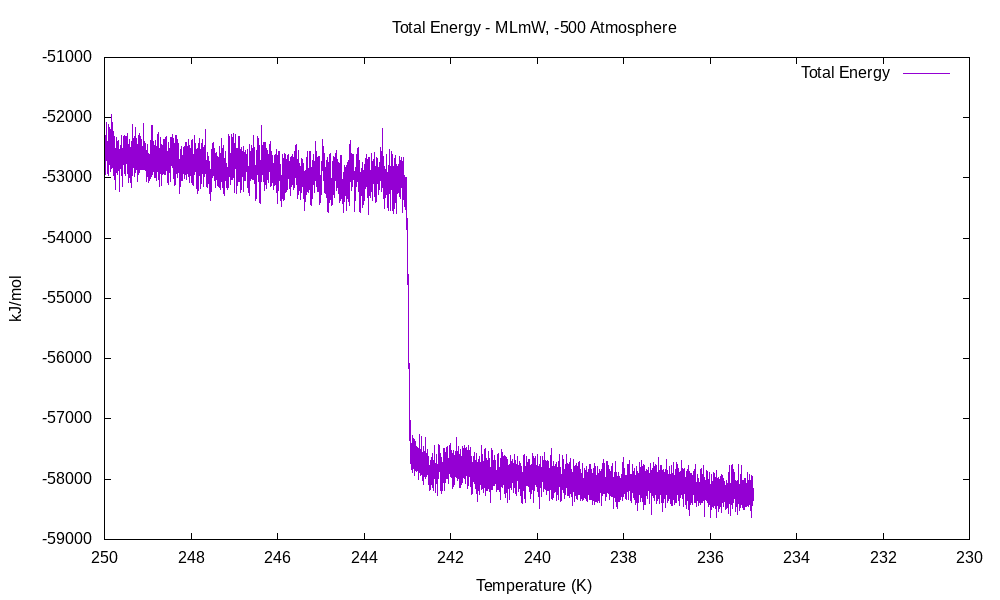 Total Energy - MLmW, -500 Atmosphere
-51000
-52000
-53000
-54000
-55000
-56000
-57000
-58000
-59000
kJ/mol
Total Energy
250 248 246 244 242 240 238 236 234 232 230
Temperature (K)